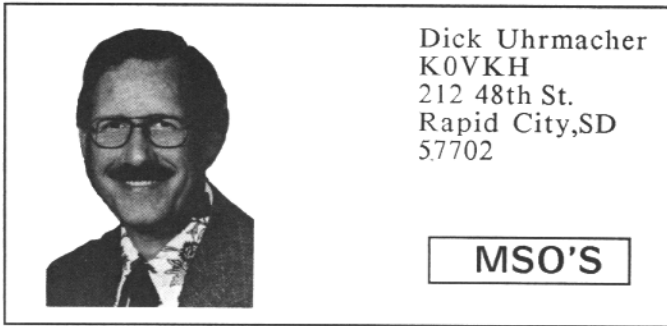 Dick Uhrmacher
K0VKH
212 48th St.
Rapid City,SD
57702
MSO'S